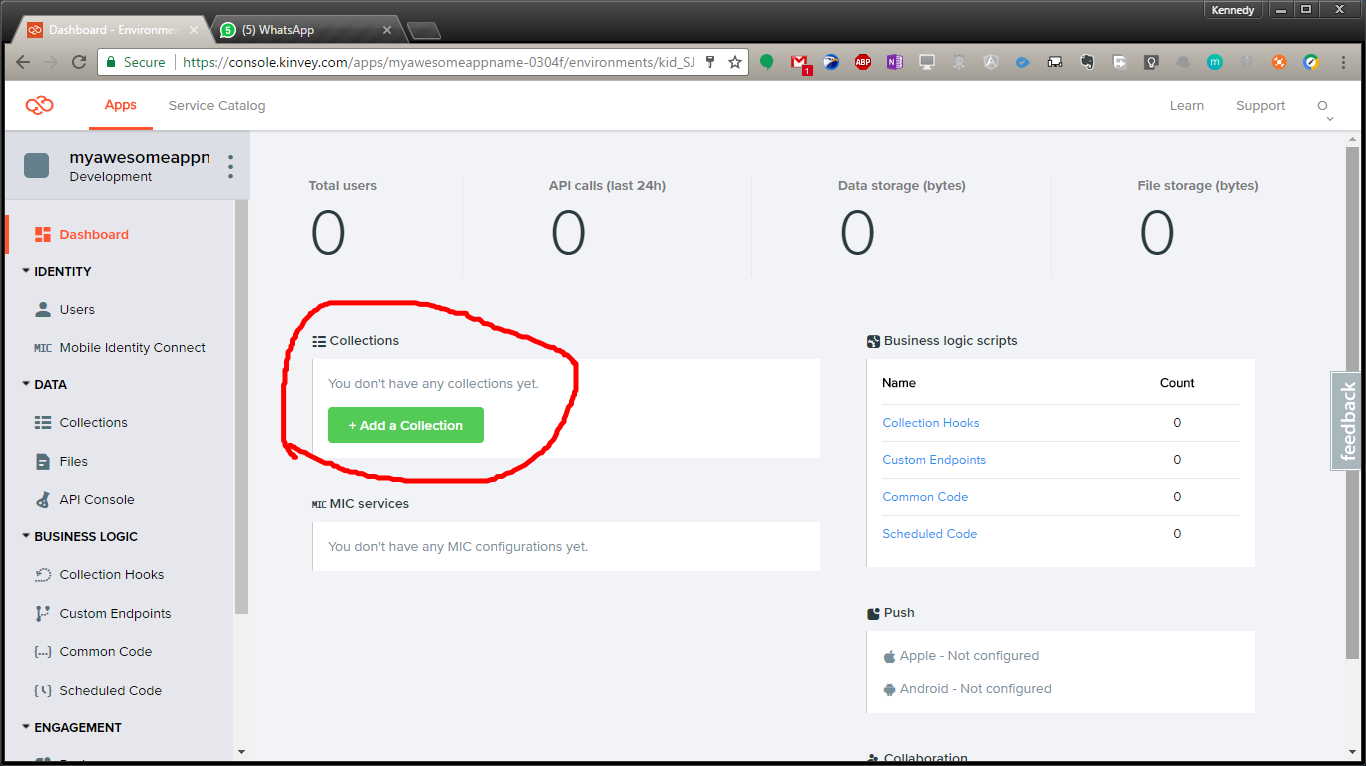 Kennedy
Dashboard - Environmen
(5) WhatsApp
Secure
https://console.kinvey.com/apps/myawesomeappname-0304f/environments/kid_SJ
1
ABP
Apps
Service Catalog
Learn
Support
O
myawesomeappn
Development
Dashboard
IDENTITY
Users
MIC Mobile Identity Connect
DATA
Collections
Files
API Console
BUSINESS LOGIC
Collection Hooks
Custom Endpoints
Common Code
Scheduled Code
ENGAGEMENT
Total users
0
API calls (last 24h)
0
Data storage (bytes)
0
File storage (bytes)
0
Collections
You don't have any collections yet.
+ Add a Collection
MIC MIC services
You don't have any MIC configurations yet.
Business logic scripts
Name Count
Collection Hooks 0
Custom Endpoints 0
Common Code 0
Scheduled Code 0
Push
Apple - Not configured
Android - Not configured
Collaboration
feedback